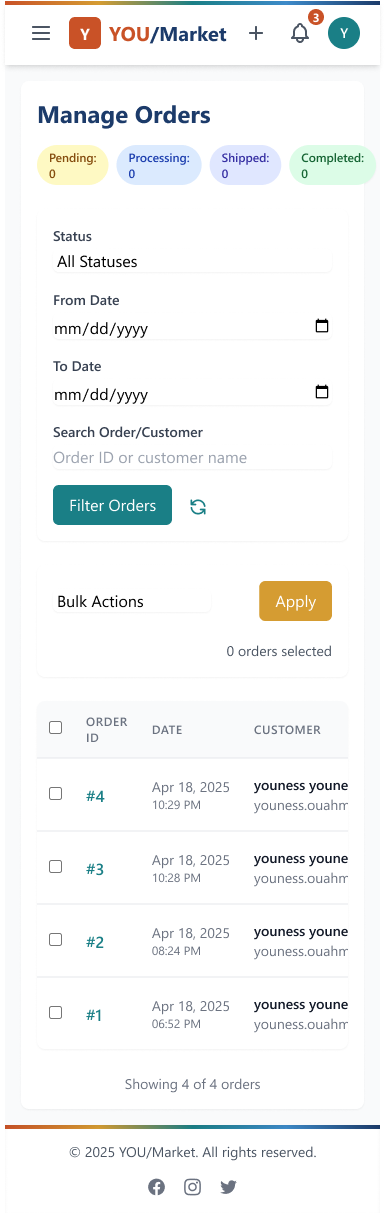 Y YOU/Market 3 Y
Manage Orders
Pending: 0
Processing: 0
Shipped: 0
Completed: 0
Status
All Statuses
From Date
mm/dd/yyyy
To Date
mm/dd/yyyy
Search Order/Customer
Order ID or customer name
Filter Orders
Bulk Actions Apply
0 orders selected
ORDER ID DATE CUSTOMER
#4 Apr 18, 2025 youness youne
10:29 PM youness.ouahm
#3 Apr 18, 2025 youness youne
10:28 PM youness.ouahm
#2 Apr 18, 2025 youness youne
08:24 PM youness.ouahm
#1 Apr 18, 2025 youness youne
06:52 PM youness.ouahm
Showing 4 of 4 orders
© 2025 YOU/Market. All rights reserved.